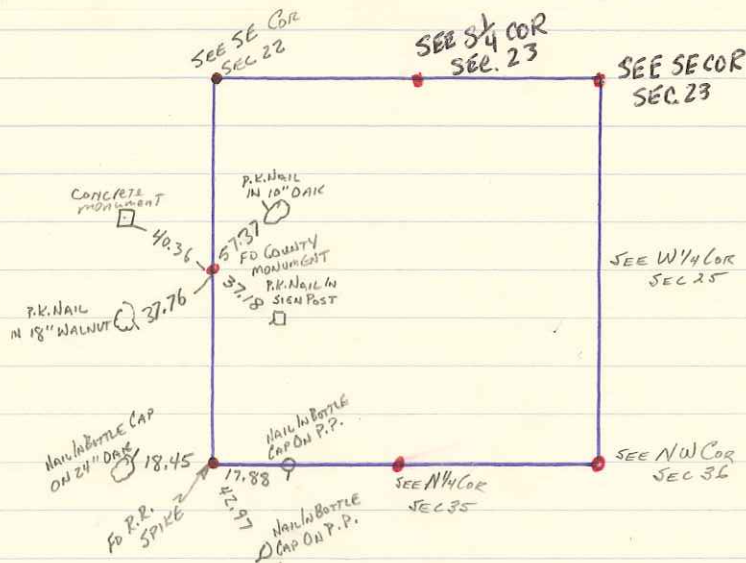 SEE SE COR
SEC 22
SEE S1/4 COR
SEC. 23
SEE SE COR
SEC. 23
CONCRETE
MONUMENT
40.36
P.K. NAIL
IN 10" OAK
57.37
FD COUNTY
MONUMENT
37.18
P.K. NAIL IN
SIGN POST
P.K. NAIL
IN 18" WALNUT
37.76
SEE W1/4 COR
SEC 25
NAIL IN BOTTLE CAP
ON 24" OAK
18.45
NAIL IN BOTTLE
CAP ON P.P.
17.88
42.97
FD R.R.
SPIKE
NAIL IN BOTTLE
CAP ON P.P.
SEE N1/4 COR
SEC 35
SEE NW COR
SEC 36